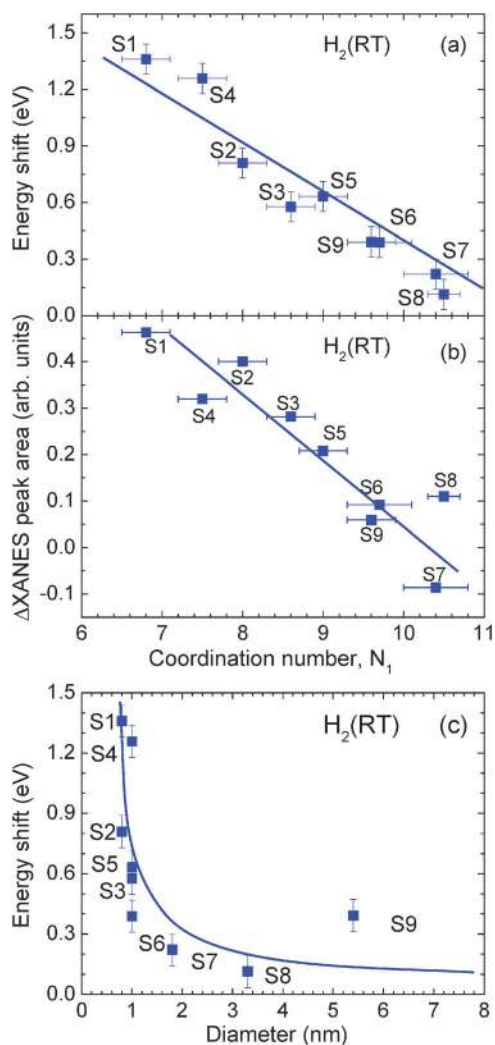 H₂(RT) (a)
S1
S4
S2
S3
S5
S6
S9
S7
S8
1.5
1.2
0.9
0.6
0.3
0.0
Energy shift (eV)
H₂(RT) (b)
S1
S2
S4
S3
S5
S6
S9
S8
S7
0.4
0.3
0.2
0.1
0.0
-0.1
ΔXANES peak area (arb. units)
6 7 8 9 10 11
Coordination number, N₁
H₂(RT) (c)
S1
S4
S2
S5
S3
S6
S7
S8
S9
1.5
1.2
0.9
0.6
0.3
0.0
Energy shift (eV)
0 1 2 3 4 5 6 7 8
Diameter (nm)